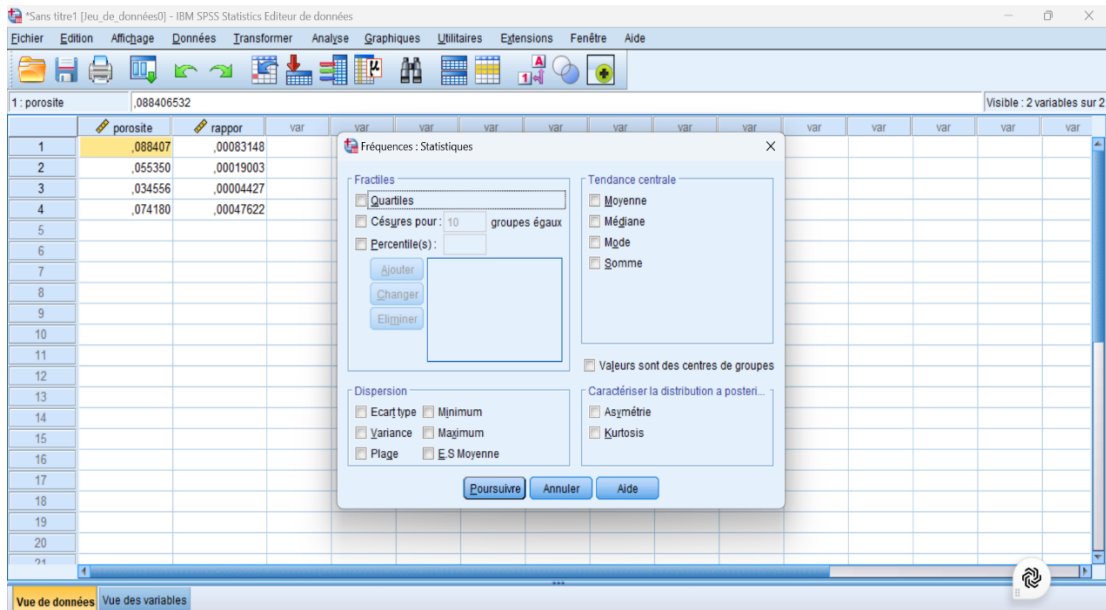 *Sans titre1 [Jeu_de_données0] - IBM SPSS Statistics Editeur de données
Fichier Edition Affichage Données Transformer Analyse Graphiques Utilitaires Extensions Fenêtre Aide
1 : porosite ,088406532 Visible : 2 variables sur 2
porosite rappor var var var var var var var var var var var var var
1 ,088407 ,00083148
2 ,055350 ,00019003
3 ,034556 ,00004427
4 ,074180 ,00047622
5
6
7
8
9
10
11
12
13
14
15
16
17
18
19
20
21
Fréquences : Statistiques
Fractiles
Quartiles
Césures pour : 10 groupes égaux
Percentile(s) :
Ajouter
Changer
Eliminer
Tendance centrale
Moyenne
Médiane
Mode
Somme
Valeurs sont des centres de groupes
Dispersion
Ecart type Minimum
Variance Maximum
Plage E.S Moyenne
Caractériser la distribution a posteri...
Asymétrie
Kurtosis
Poursuivre Annuler Aide
Vue de données Vue des variables